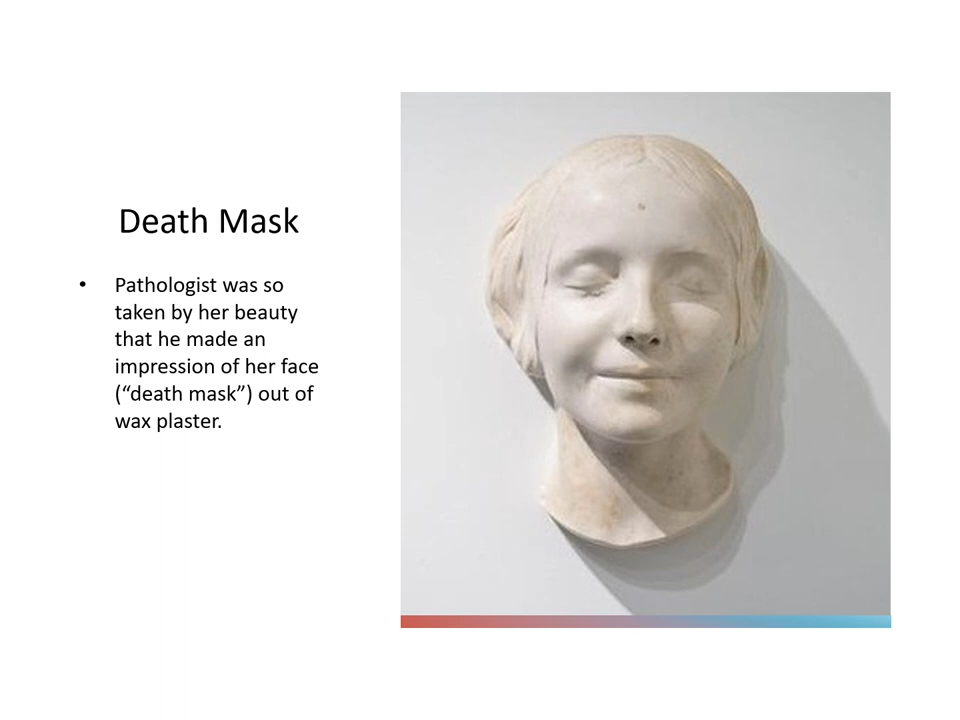 Death Mask
• Pathologist was so
taken by her beauty
that he made an
impression of her face
(“death mask”) out of
wax plaster.